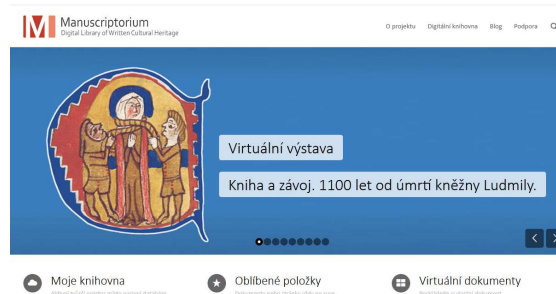 Manuscriptorium
Digital Library of Written Cultural Heritage
O projektu Digitální knihovna Blog Podpora
Virtuální výstava
Kniha a závoj. 1100 let od úmrtí kněžny Ludmily.
Moje knihovna Oblíbené položky Virtuální dokumenty